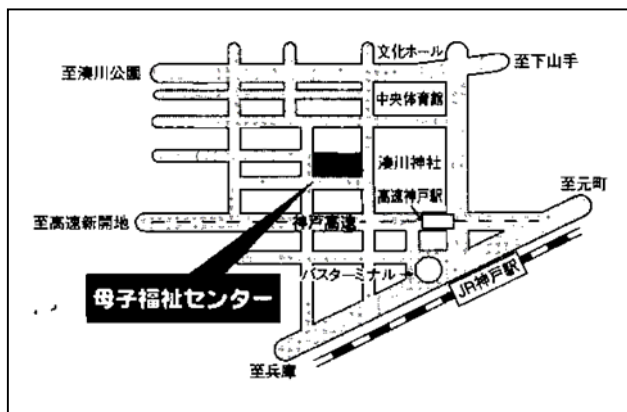 文化ホール
至湊川公園
至下山手
中央体育館
湊川神社
高速神戸駅
至元町
至高速新開地
神戸高速
バスターミナル
母子福祉センター
JR神戸駅
至兵庫